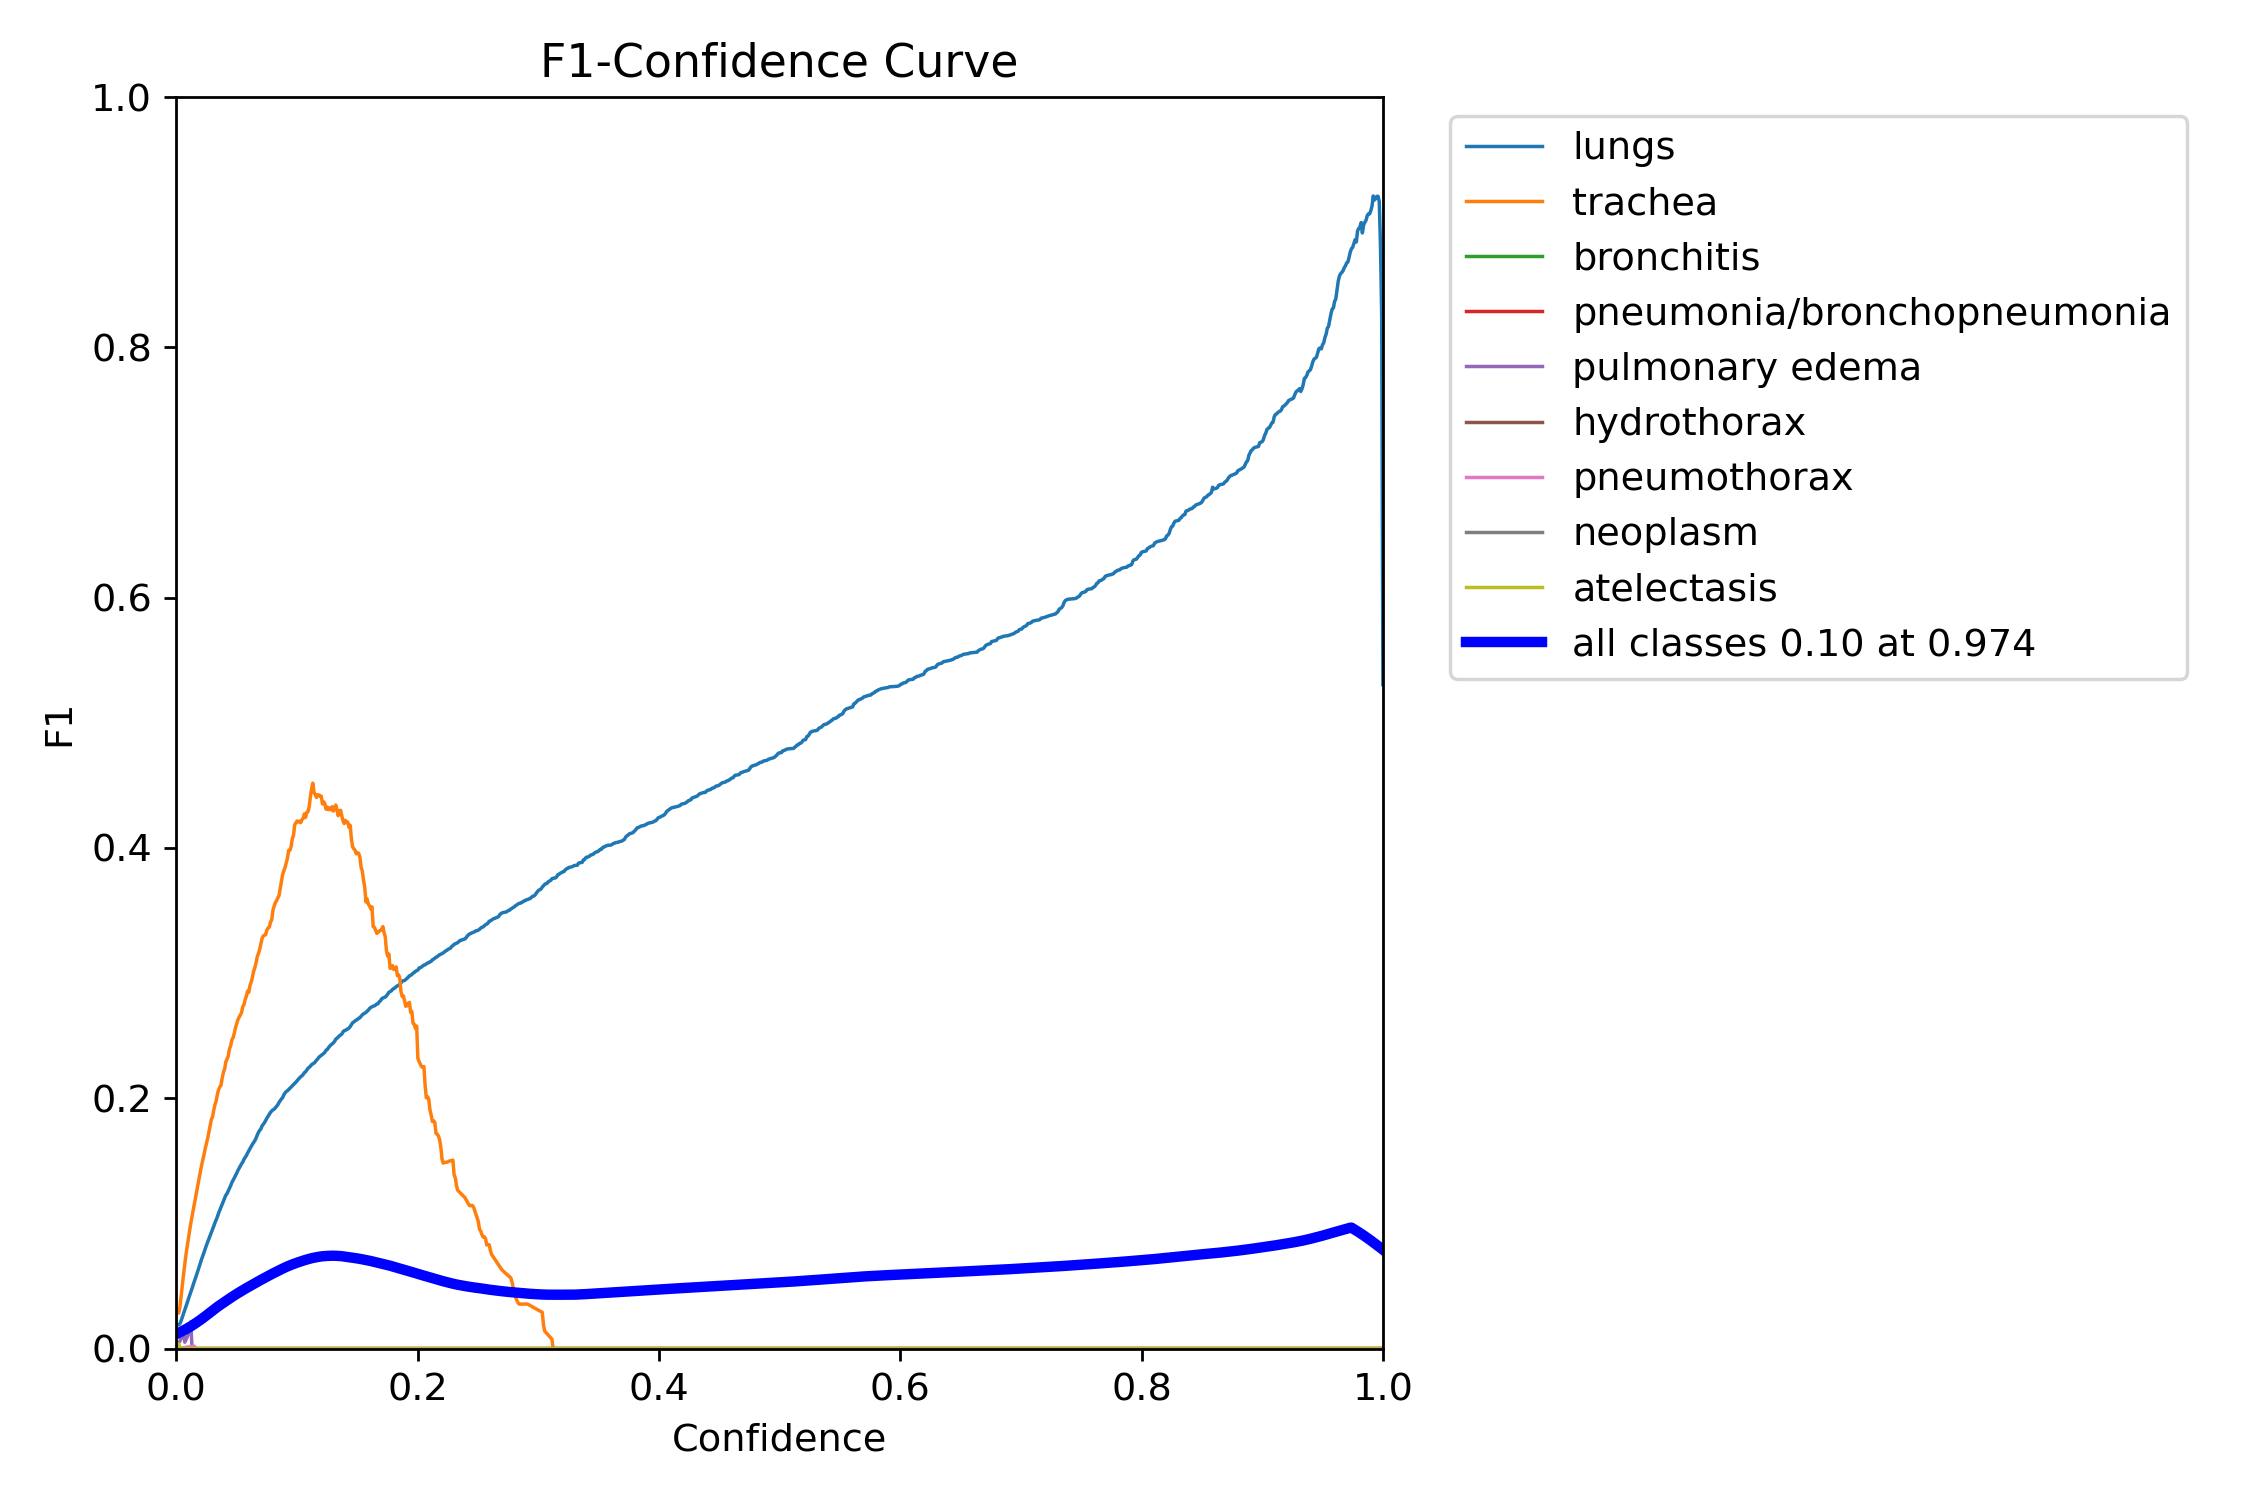 F1-Confidence Curve
1.0
0.8
0.6
0.4
0.2
0.0
F1
0.0 0.2 0.4 0.6 0.8 1.0
Confidence
lungs
trachea
bronchitis
pneumonia/bronchopneumonia
pulmonary edema
hydrothorax
pneumothorax
neoplasm
atelectasis
all classes 0.10 at 0.974